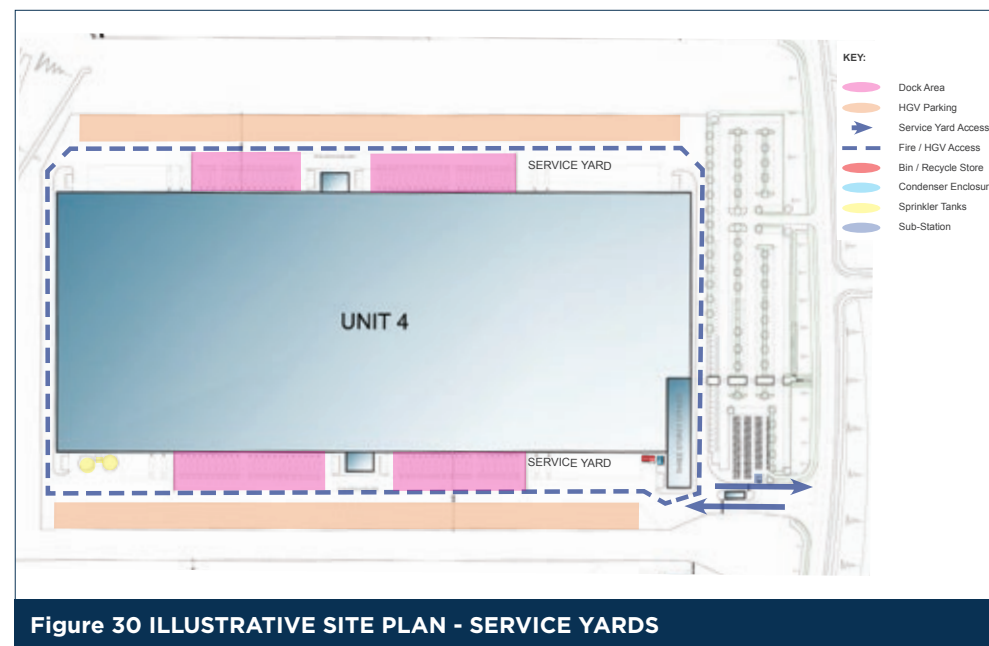 KEY:
Dock Area
HGV Parking
Service Yard Access
Fire / HGV Access
Bin / Recycle Store
Condenser Enclosur
Sprinkler Tanks
Sub-Station
SERVICE YARD
UNIT 4
SERVICE YARD
Figure 30 ILLUSTRATIVE SITE PLAN - SERVICE YARDS